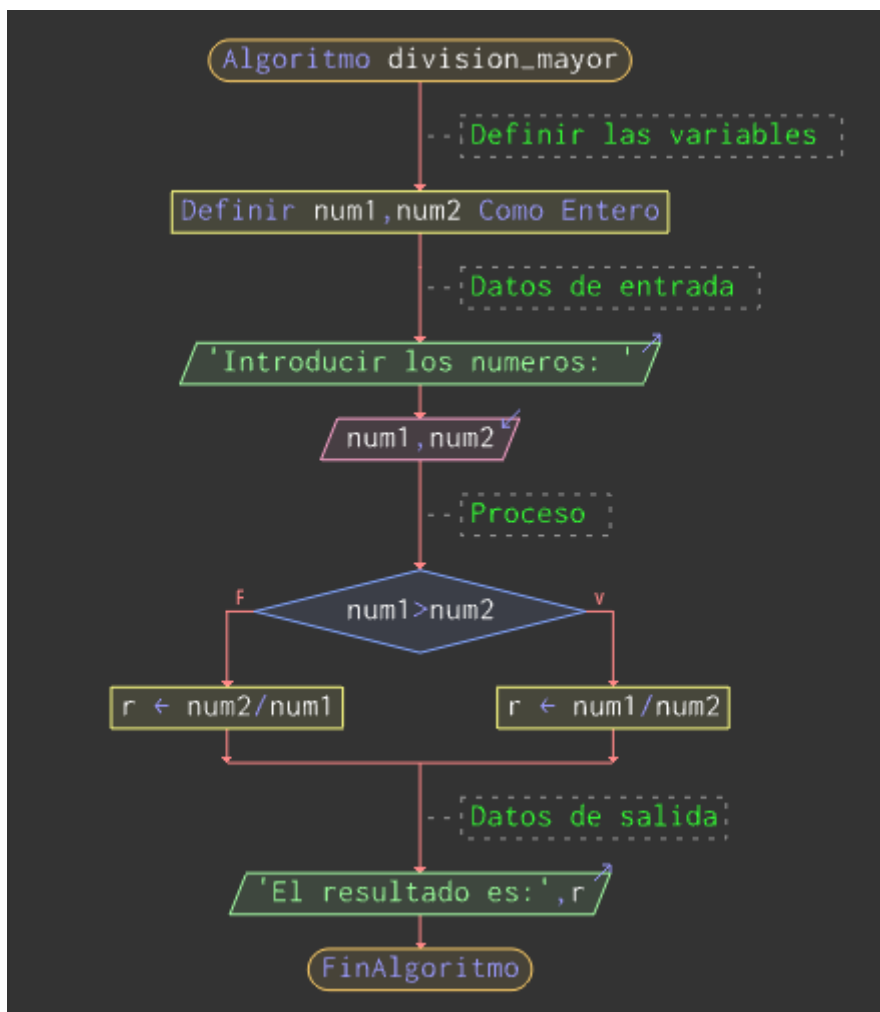 Algoritmo division_mayor
Definir las variables
Definir num1,num2 Como Entero
Datos de entrada
'Introducir los numeros: '
num1,num2
Proceso
F
num1>num2
V
r ← num2/num1
r ← num1/num2
Datos de salida
'El resultado es:',r
FinAlgoritmo